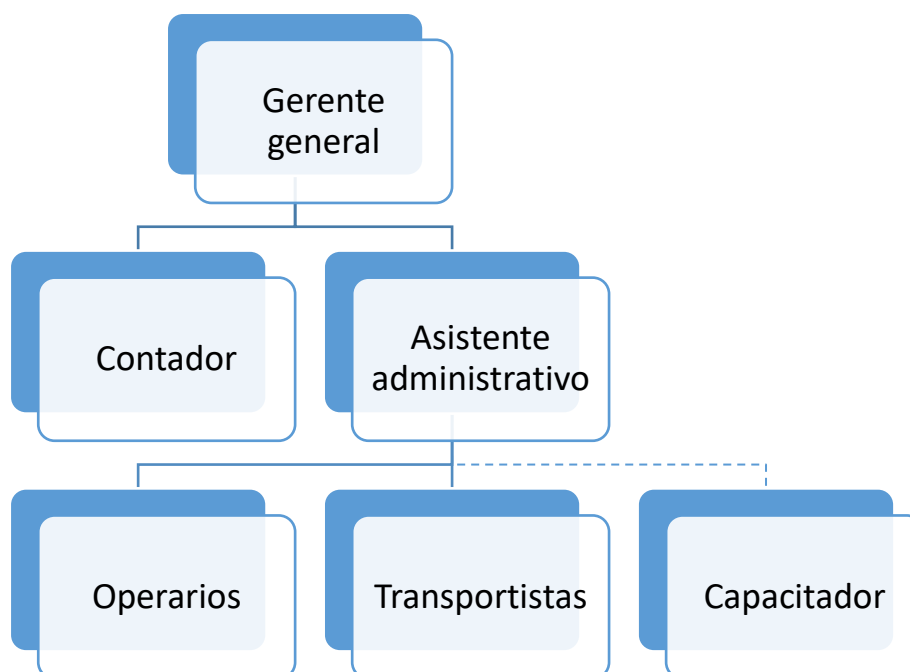 Gerente
general
Contador
Asistente
administrativo
Operarios
Transportistas
Capacitador